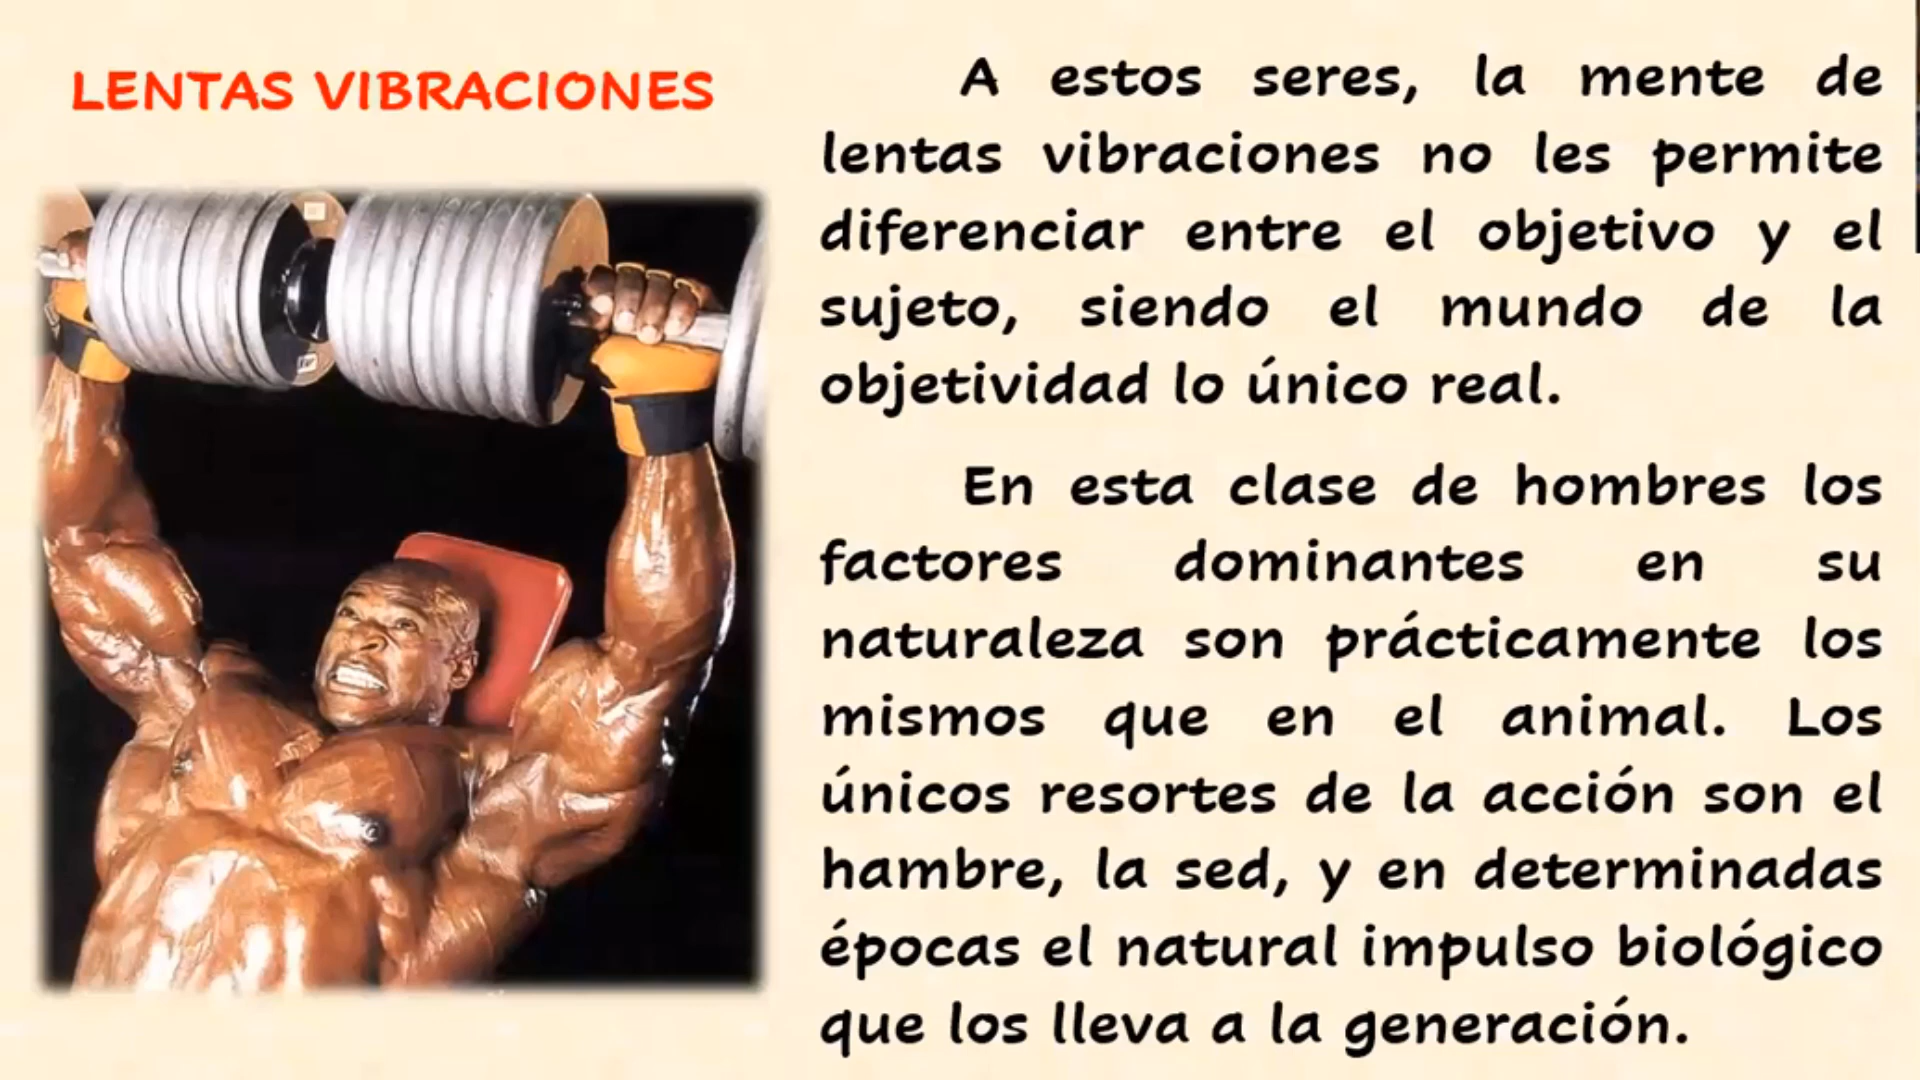 LENTAS VIBRACIONES
A estos seres, la mente de
lentas vibraciones no les permite
diferenciar entre el objetivo y el
sujeto, siendo el mundo de la
objetividad lo único real.
En esta clase de hombres los
factores dominantes en su
naturaleza son prácticamente los
mismos que en el animal. Los
únicos resortes de la acción son el
hambre, la sed, y en determinadas
épocas el natural impulso biológico
que los lleva a la generación.